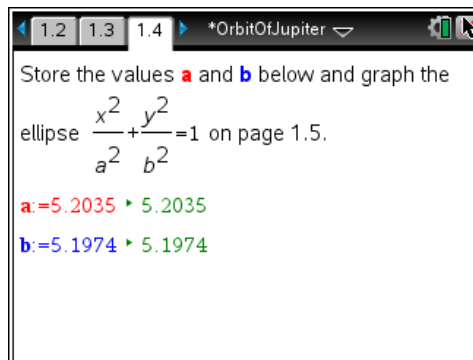 1.2 1.3 1.4 *OrbitOfJupiter
Store the values a and b below and graph the
ellipse x²/a² + y²/b² =1 on page 1.5.
a:=5.2035 ▸ 5.2035
b:=5.1974 ▸ 5.1974